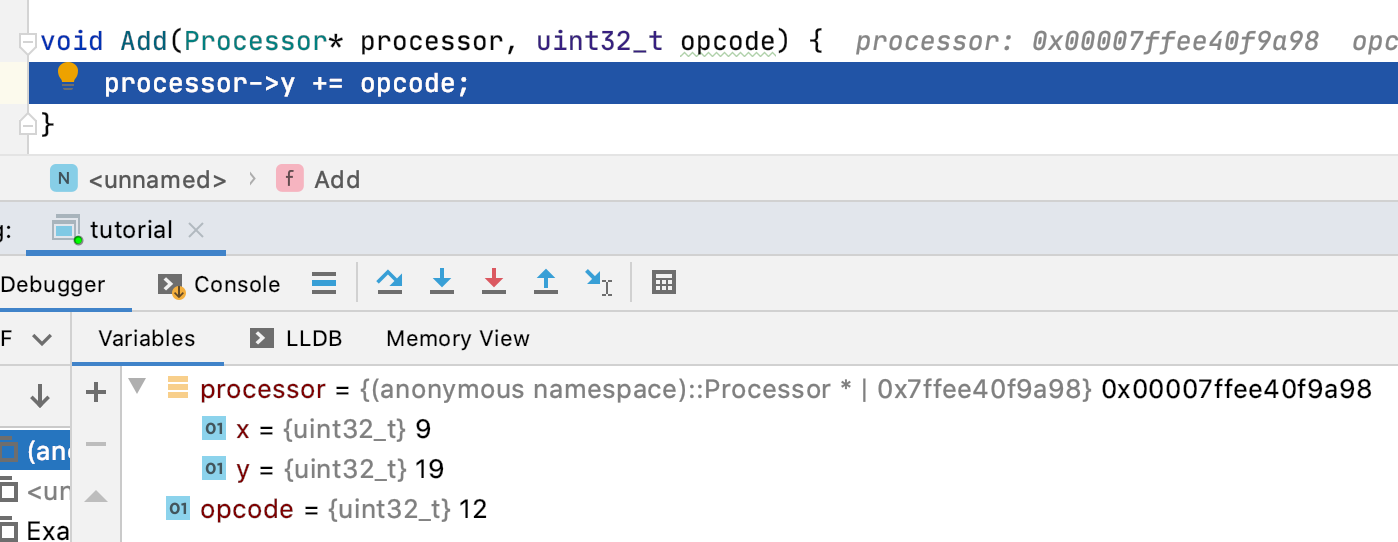 void Add(Processor* processor, uint32_t opcode) {  processor: 0x00007ffee40f9a98  opc
processor->y += opcode;
}
N <unnamed> > f Add
g: tutorial ×
Debugger Console
F Variables LLDB Memory View
processor = {(anonymous namespace)::Processor * | 0x7ffee40f9a98} 0x00007ffee40f9a98
01 x = {uint32_t} 9
(an
01 y = {uint32_t} 19
<un
01 opcode = {uint32_t} 12
Exa